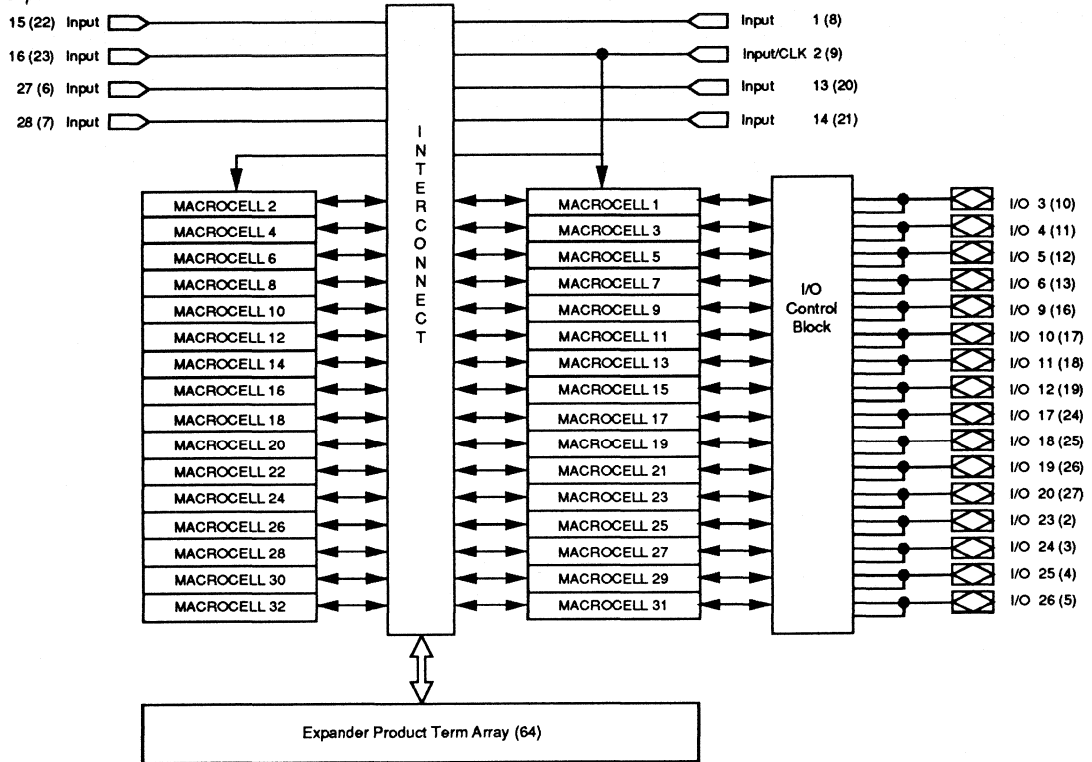 15 (22) Input
16 (23) Input
27 (6) Input
28 (7) Input
Input 1 (8)
Input/CLK 2 (9)
Input 13 (20)
Input 14 (21)
INTERCONNECT
MACROCELL 2
MACROCELL 4
MACROCELL 6
MACROCELL 8
MACROCELL 10
MACROCELL 12
MACROCELL 14
MACROCELL 16
MACROCELL 18
MACROCELL 20
MACROCELL 22
MACROCELL 24
MACROCELL 26
MACROCELL 28
MACROCELL 30
MACROCELL 32
MACROCELL 1
MACROCELL 3
MACROCELL 5
MACROCELL 7
MACROCELL 9
MACROCELL 11
MACROCELL 13
MACROCELL 15
MACROCELL 17
MACROCELL 19
MACROCELL 21
MACROCELL 23
MACROCELL 25
MACROCELL 27
MACROCELL 29
MACROCELL 31
I/O
Control
Block
I/O 3 (10)
I/O 4 (11)
I/O 5 (12)
I/O 6 (13)
I/O 9 (16)
I/O 10 (17)
I/O 11 (18)
I/O 12 (19)
I/O 17 (24)
I/O 18 (25)
I/O 19 (26)
I/O 20 (27)
I/O 23 (2)
I/O 24 (3)
I/O 25 (4)
I/O 26 (5)
Expander Product Term Array (64)